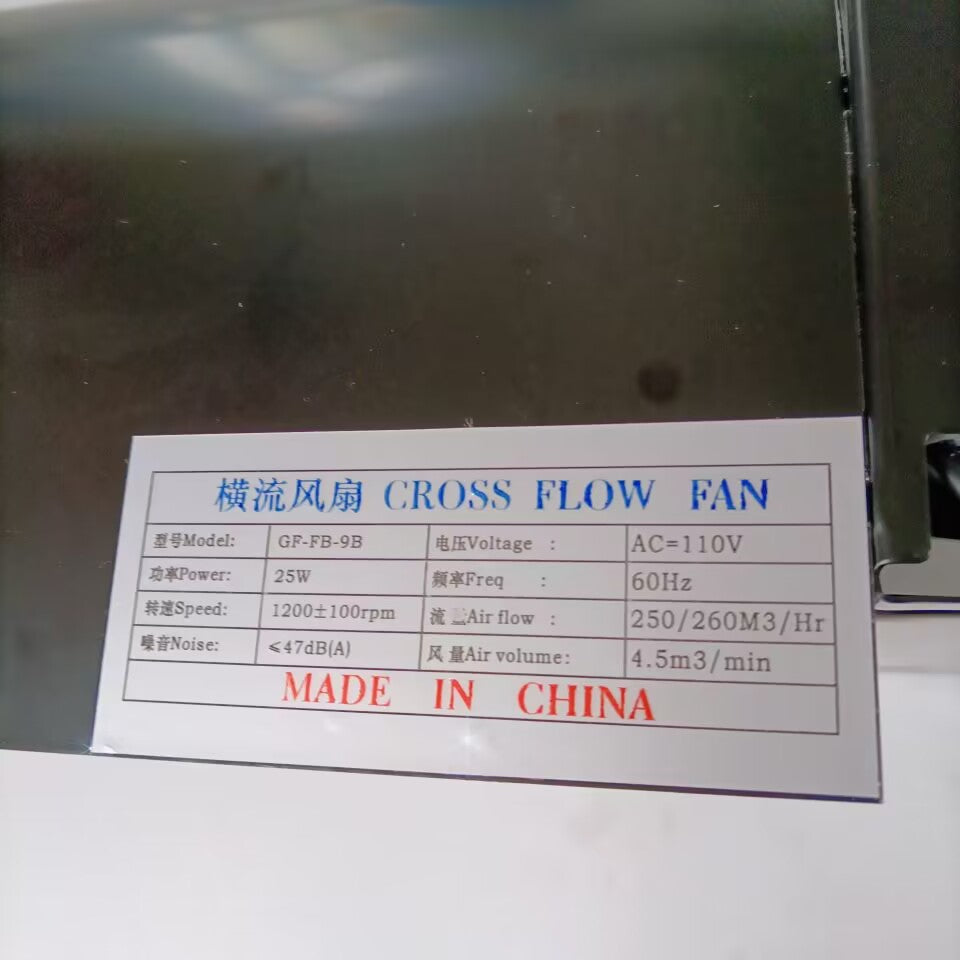 横流风扇 CROSS FLOW FAN
型号Model: GF-FB-9B 电压Voltage : AC=110V
功率Power: 25W 频率Freq : 60Hz
转速Speed: 1200±100rpm 流 Air flow : 250/260M3/Hr
噪音Noise: ≤47dB(A) 风量Air volume: 4.5m3/min
MADE IN CHINA